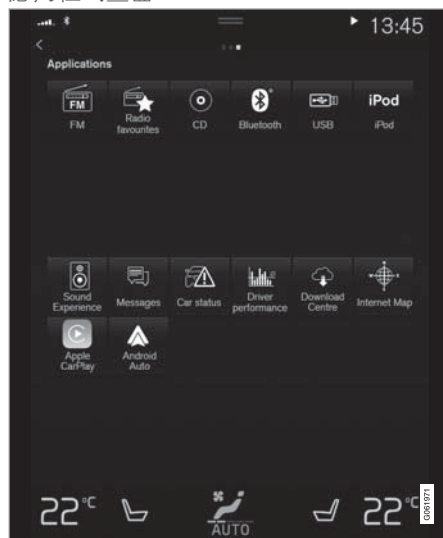 13:45
Applications
FM
FM
Radio
favourites
CD
Bluetooth
USB
iPod
iPod
Sound
Experience
Messages
Car status
Driver
performance
Download
Centre
Internet Map
Apple
CarPlay
Android
Auto
22°C
AUTO
22°C
G061971